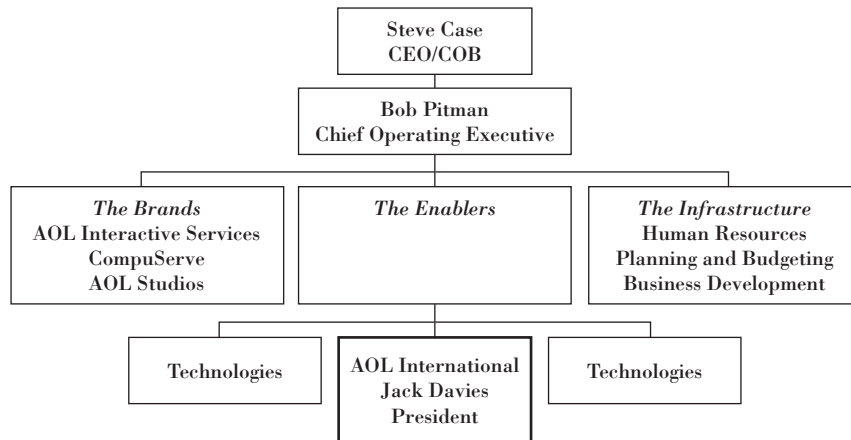 Steve Case
CEO/COB
Bob Pitman
Chief Operating Executive
The Brands
AOL Interactive Services
CompuServe
AOL Studios
The Enablers
The Infrastructure
Human Resources
Planning and Budgeting
Business Development
Technologies
AOL International
Jack Davies
President
Technologies